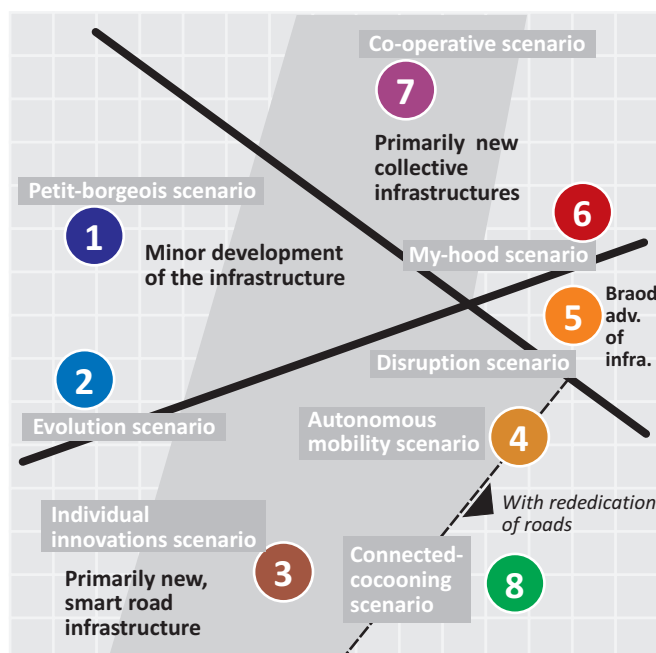 Co-operative scenario
7
Primarily new
collective
infrastructures
Petit-borgeois scenario
1
6
Minor development
of the infrastructure
My-hood scenario
5
Braod
adv.
of
infra.
2
Disruption scenario
Evolution scenario
Autonomous
mobility scenario
4
With rededication
of roads
Individual
innovations scenario
3
Primarily new,
smart road
infrastructure
Connected-
cocooning
scenario
8